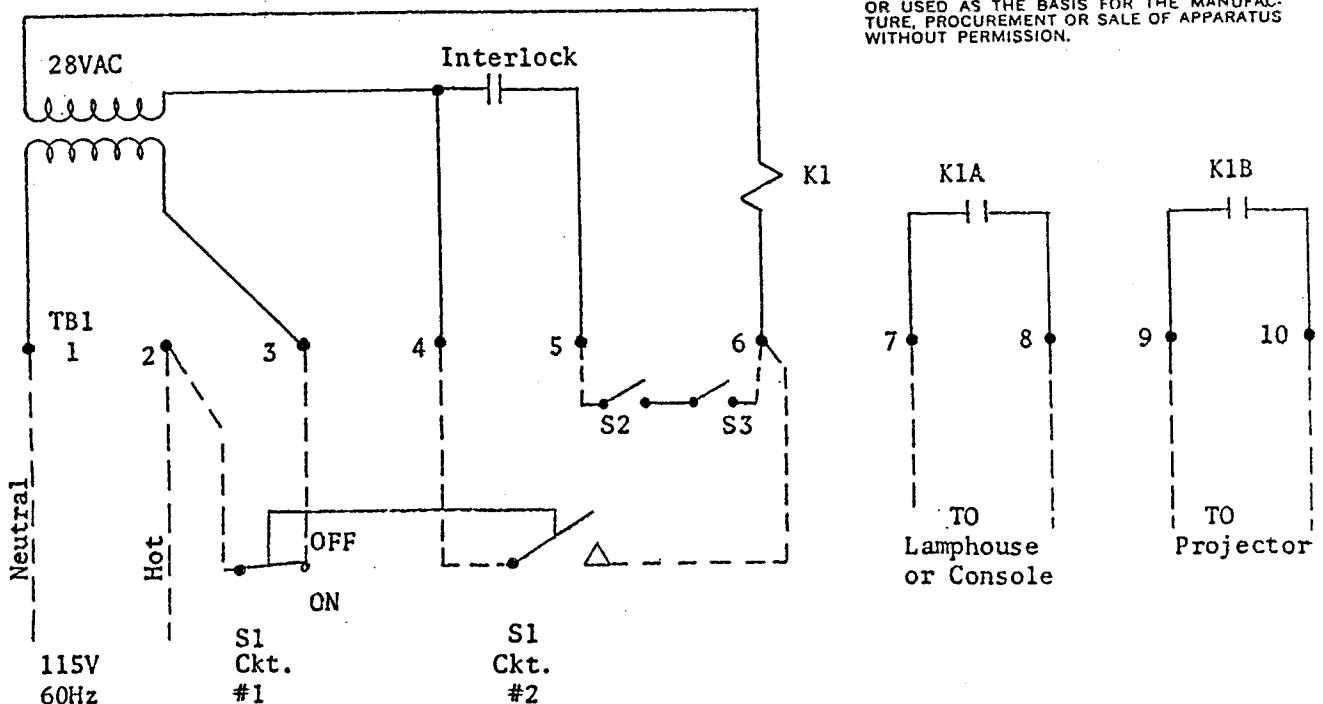 OR USED AS THE BASIS FOR THE MANUFAC-
TURE, PROCUREMENT OR SALE OF APPARATUS
WITHOUT PERMISSION.
28VAC
Interlock
K1
K1A
K1B
TB1
1
2
3
4
5
6
7
8
9
10
S2
S3
Neutral
Hot
OFF
ON
TO
Lamphouse
or Console
TO
Projector
115V
60Hz
S1
Ckt.
#1
S1
Ckt.
#2